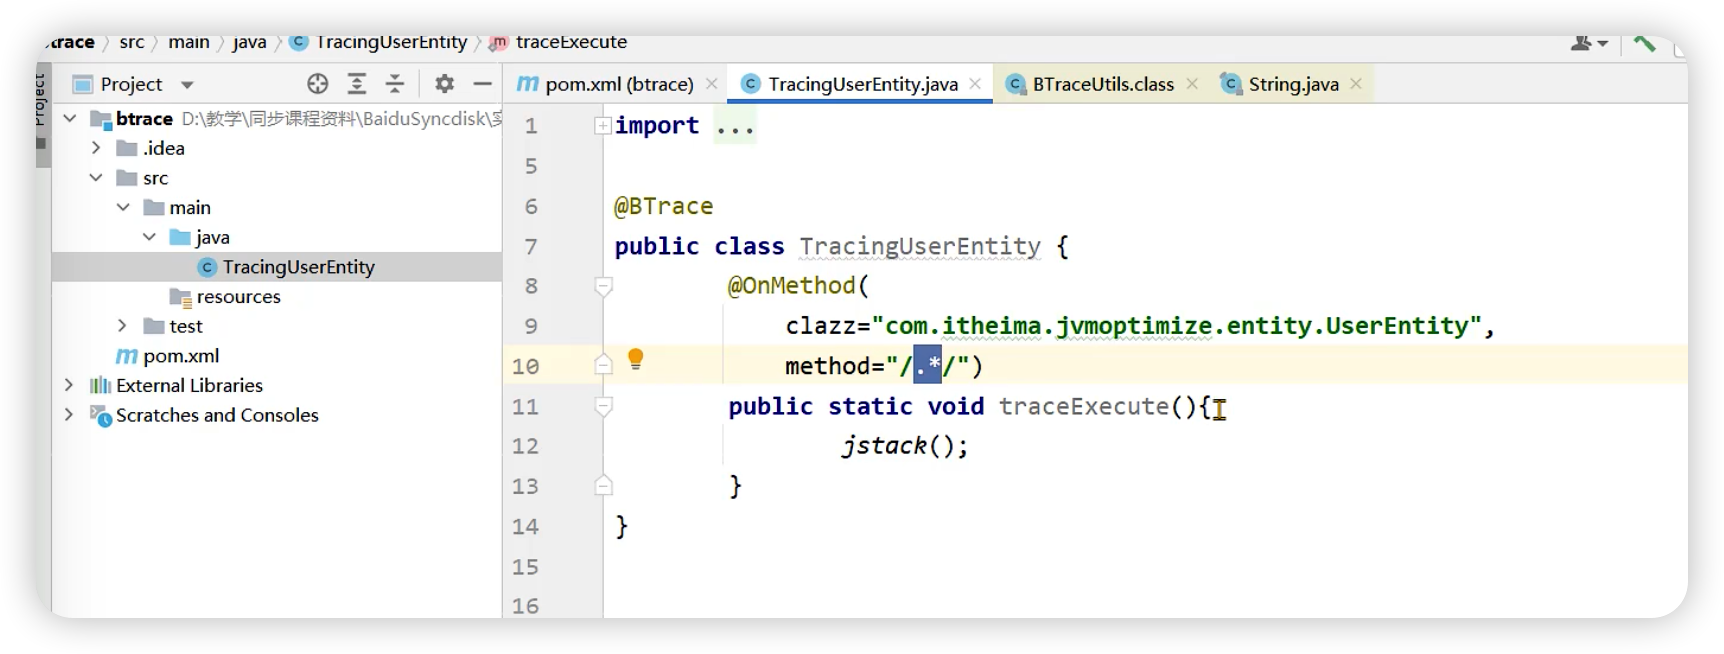 trace 〉 src 〉 main 〉 java 〉 TracingUserEntity 〉 traceExecute
Project
Project
pom.xml (btrace)
TracingUserEntity.java
BTraceUtils.class
String.java
btrace D:\教学\同步课程资料\BaiduSyncdisk\
.idea
src
main
java
TracingUserEntity
resources
test
pom.xml
External Libraries
Scratches and Consoles
1 import ...
5
6 @BTrace
7 public class TracingUserEntity {
8 @OnMethod(
9 clazz="com.itheima.jvmoptimize.entity.UserEntity",
10 method="/.*/")
11 public static void traceExecute(){
12 jstack();
13 }
14 }
15
16